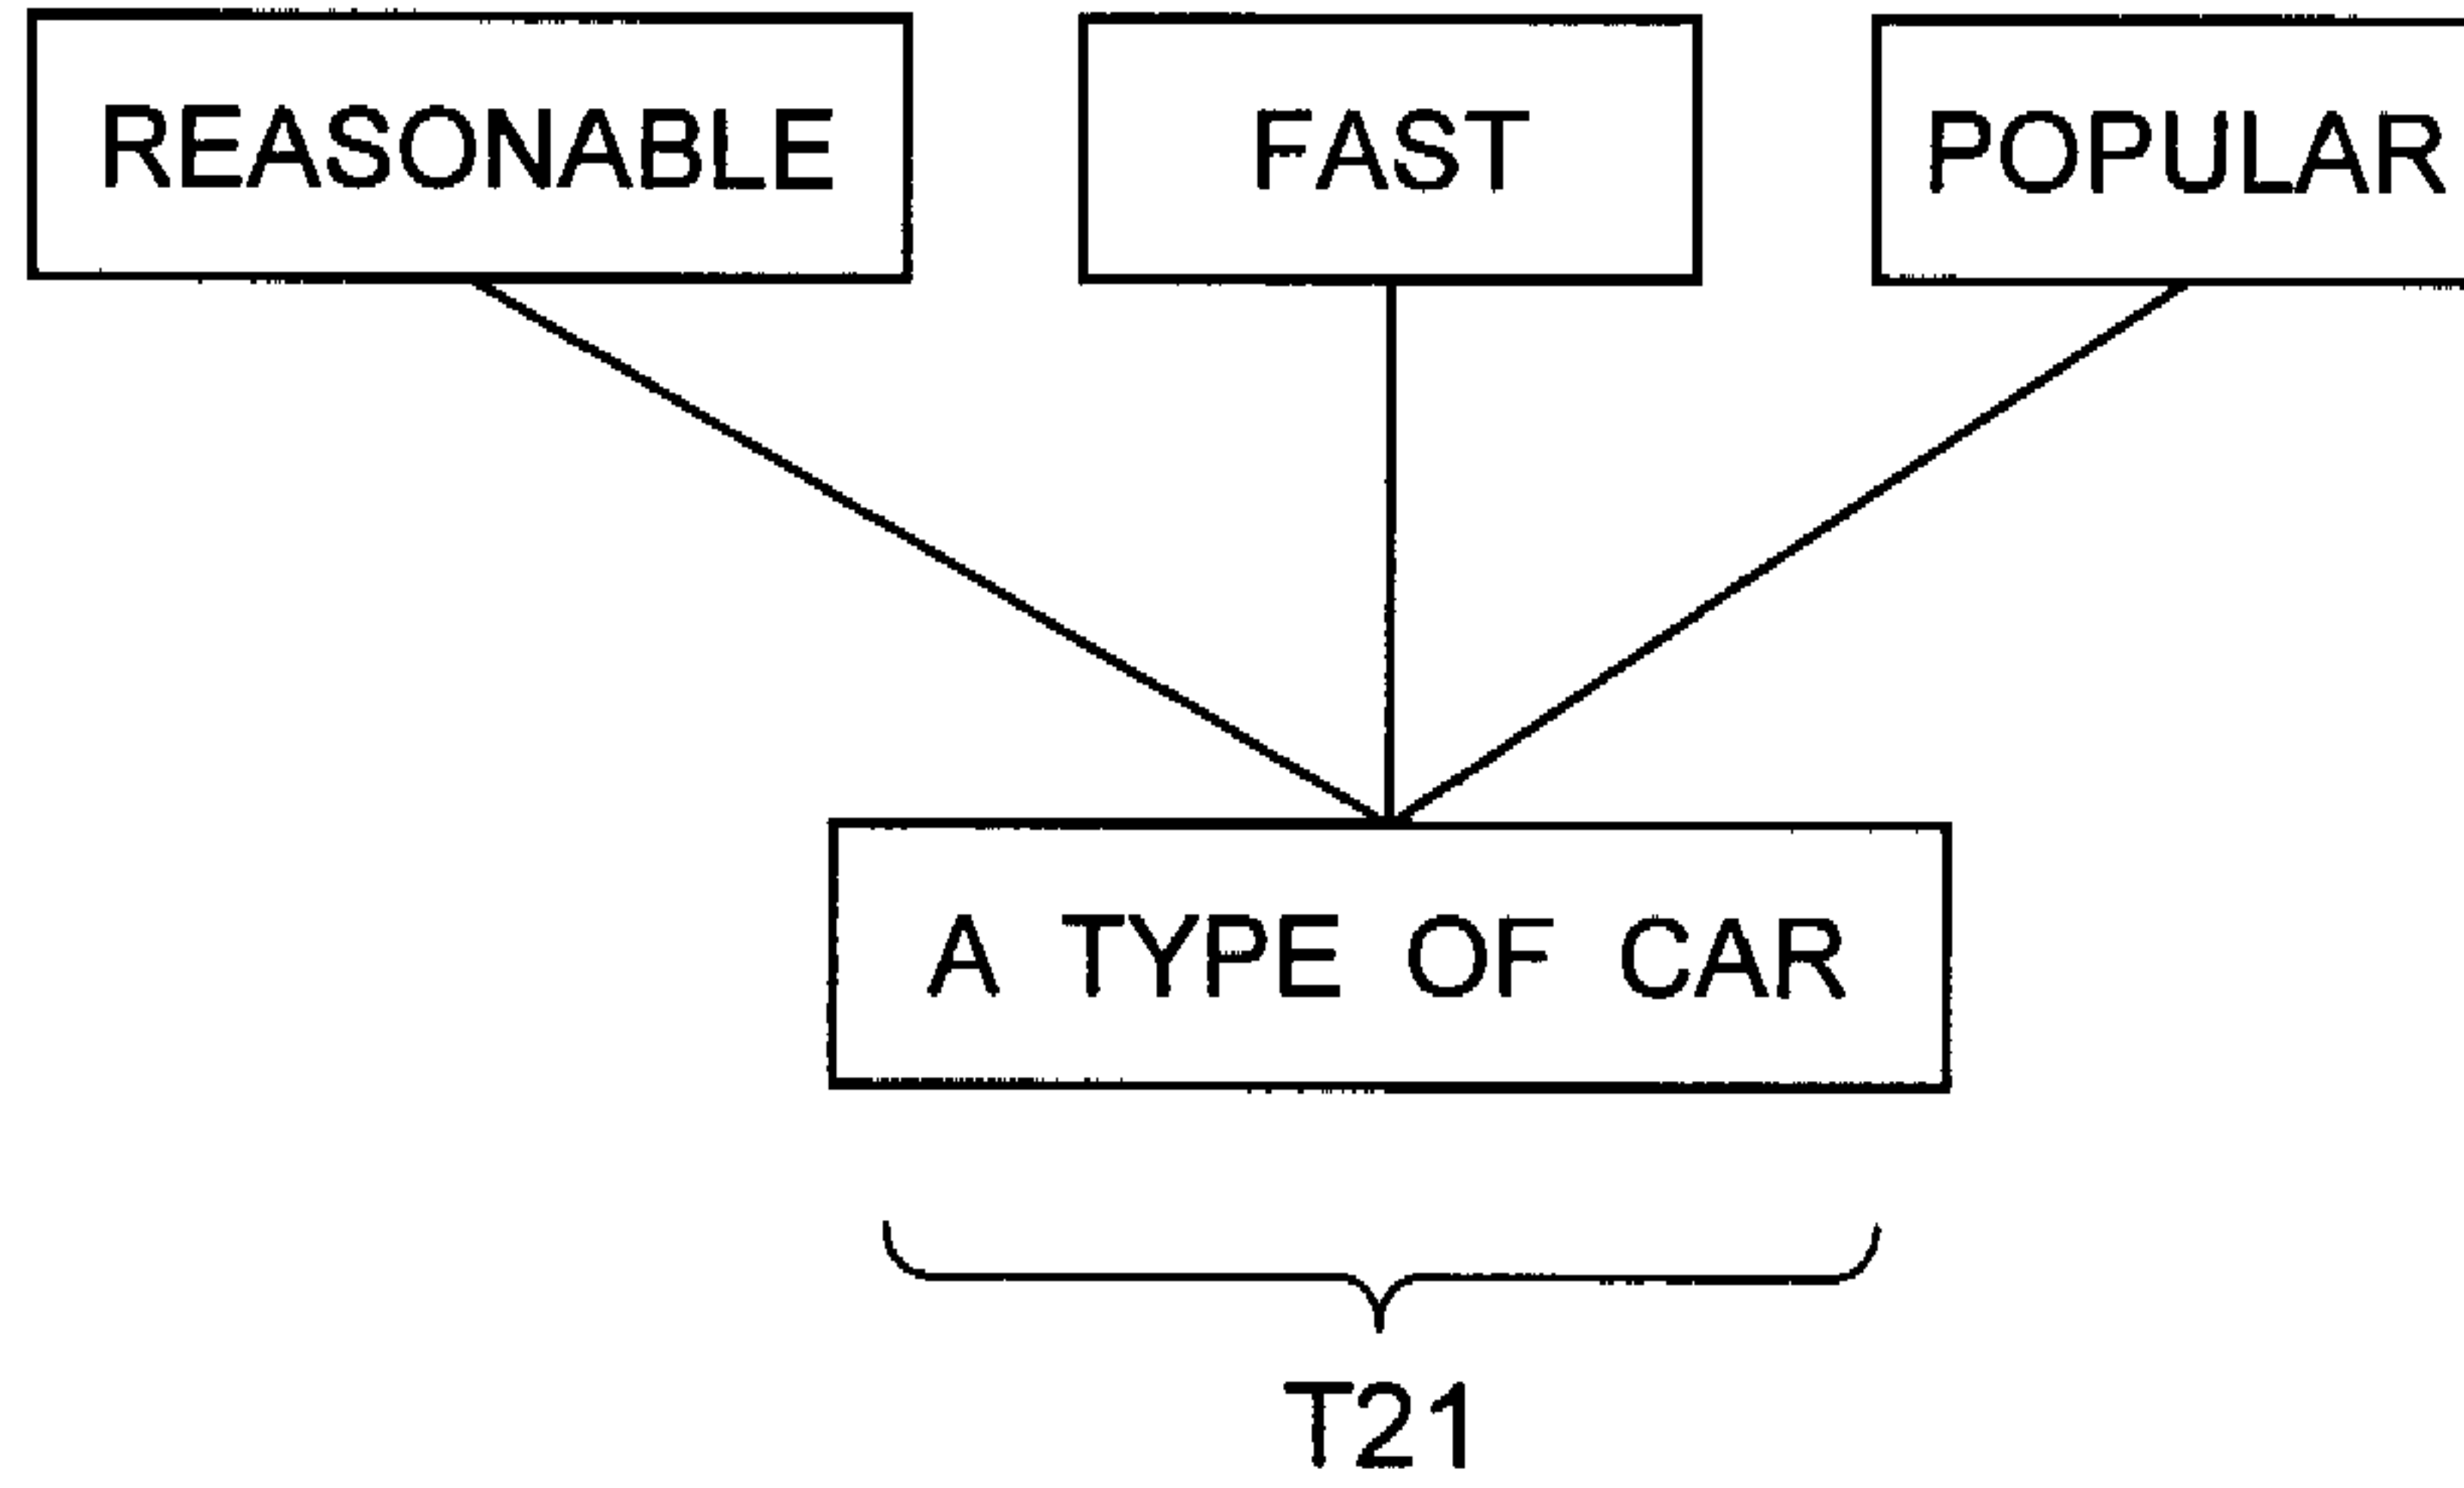 REASONABLE
FAST
POPULAR
A TYPE OF CAR
T21